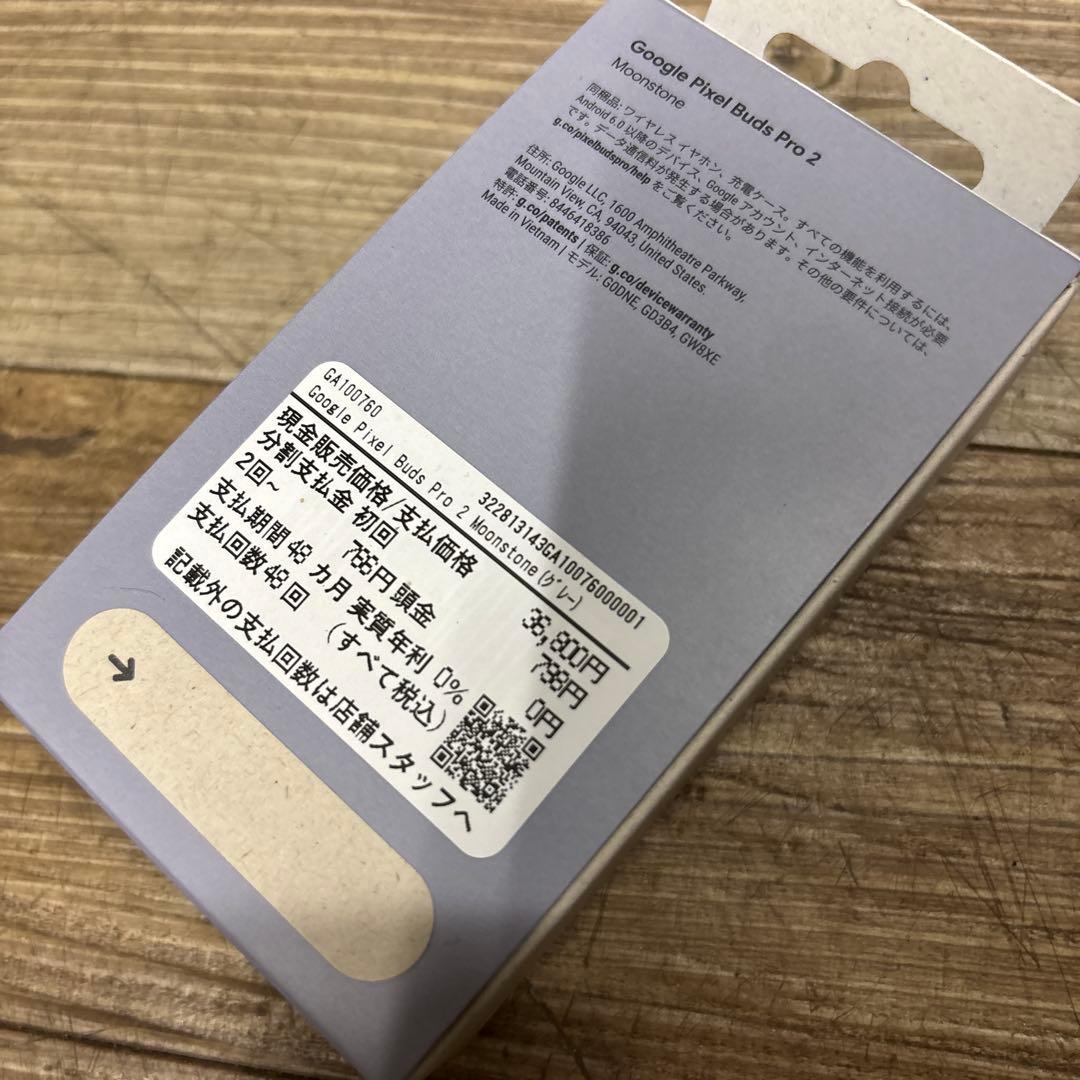 Google Pixel Buds Pro 2
Moonstone
同梱品: ワイヤレス イヤホン、充電ケース。すべての機能を利用するには、
Android 6.0 以降のデバイス、Google アカウント、インターネット接続が必要
です。データ通信料が発生する場合があります。その他の要件については、
g.co/pixelbudspro/help をご覧ください。
住所: Google LLC, 1600 Amphitheatre Parkway,
Mountain View, CA, 94043, United States.
電話番号: 8446418386
特許: g.co/patents | 保証: g.co/devicewarranty
Made in Vietnam | モデル: G0DNE, GD3B4, GW8XE
GA100760 322813143GA10076000001
Google Pixel Buds Pro 2 Moonstone(グレー)
現金販売価格/支払価格 36,800円
分割支払金 初回 798円
2回~ 766円 頭金 0円
支払期間 48 カ月 実質年利 0%
支払回数 48 回 (すべて税込)
記載外の支払回数は店舗スタッフへ